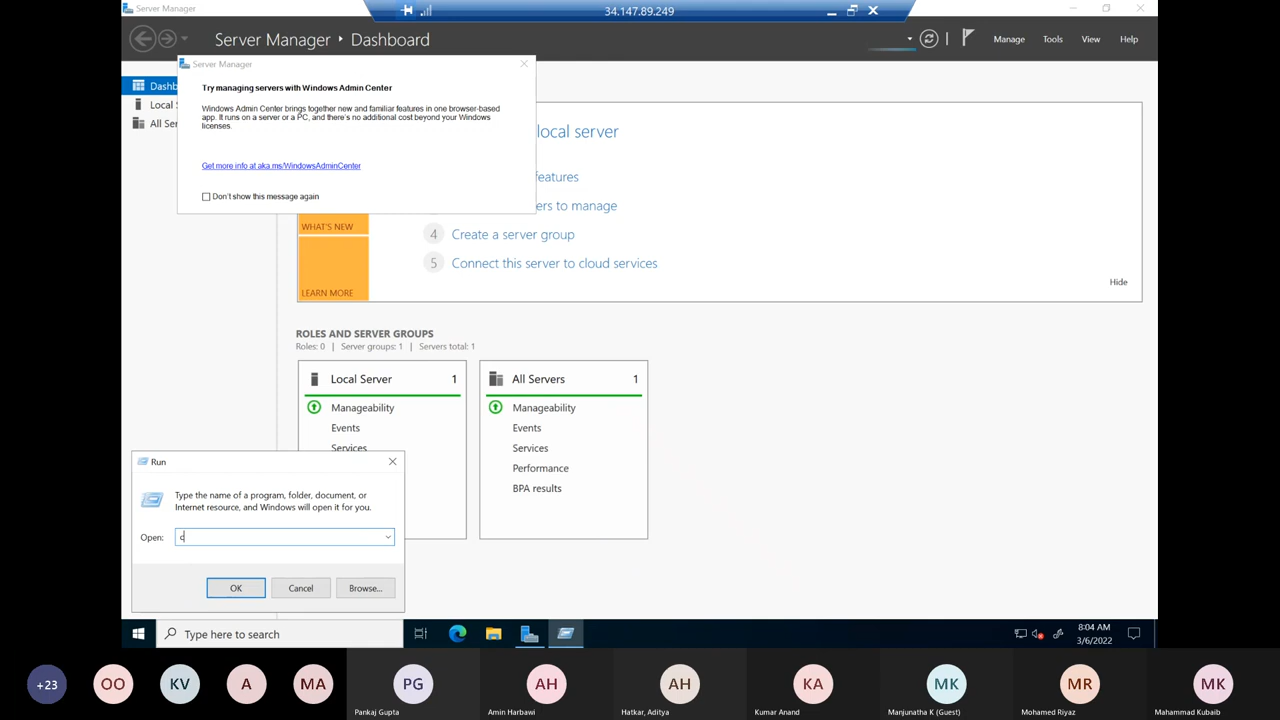 Server Manager
34.147.89.249
Server Manager • Dashboard
Manage Tools View Help
Dashb
Local S
All Ser
Server Manager
Try managing servers with Windows Admin Center
Windows Admin Center brings together new and familiar features in one browser-based
app. It runs on a server or a PC, and there's no additional cost beyond your Windows
licenses.
Get more info at aka.ms/WindowsAdminCenter
Don't show this message again
local server
features
ers to manage
4 Create a server group
5 Connect this server to cloud services
WHAT'S NEW
LEARN MORE
Hide
ROLES AND SERVER GROUPS
Roles: 0 | Server groups: 1 | Servers total: 1
Local Server 1
Manageability
Events
Services
All Servers 1
Manageability
Events
Services
Performance
BPA results
Run
Type the name of a program, folder, document, or
Internet resource, and Windows will open it for you.
Open: c
OK Cancel Browse...
Type here to search
8:04 AM
3/6/2022
+23 OO KV A MA PG AH AH KA MK MR MK
Pankaj Gupta Amin Harbawi Hatkar, Aditya Kumar Anand Manjunatha K (Guest) Mohamed Riyaz Mahammad Kubaib